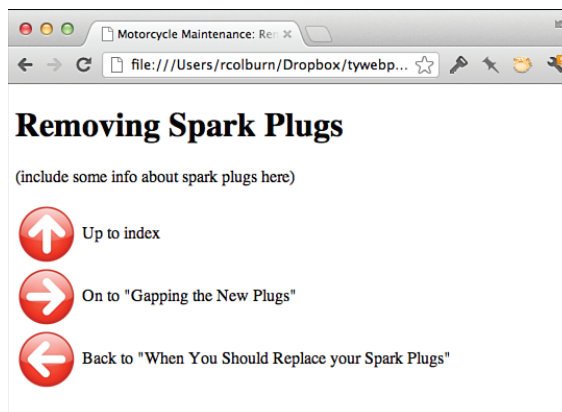 Motorcycle Maintenance: Ren
file:///Users/rcolburn/Dropbox/tywebp...
Removing Spark Plugs
(include some info about spark plugs here)
Up to index
On to "Gapping the New Plugs"
Back to "When You Should Replace your Spark Plugs"